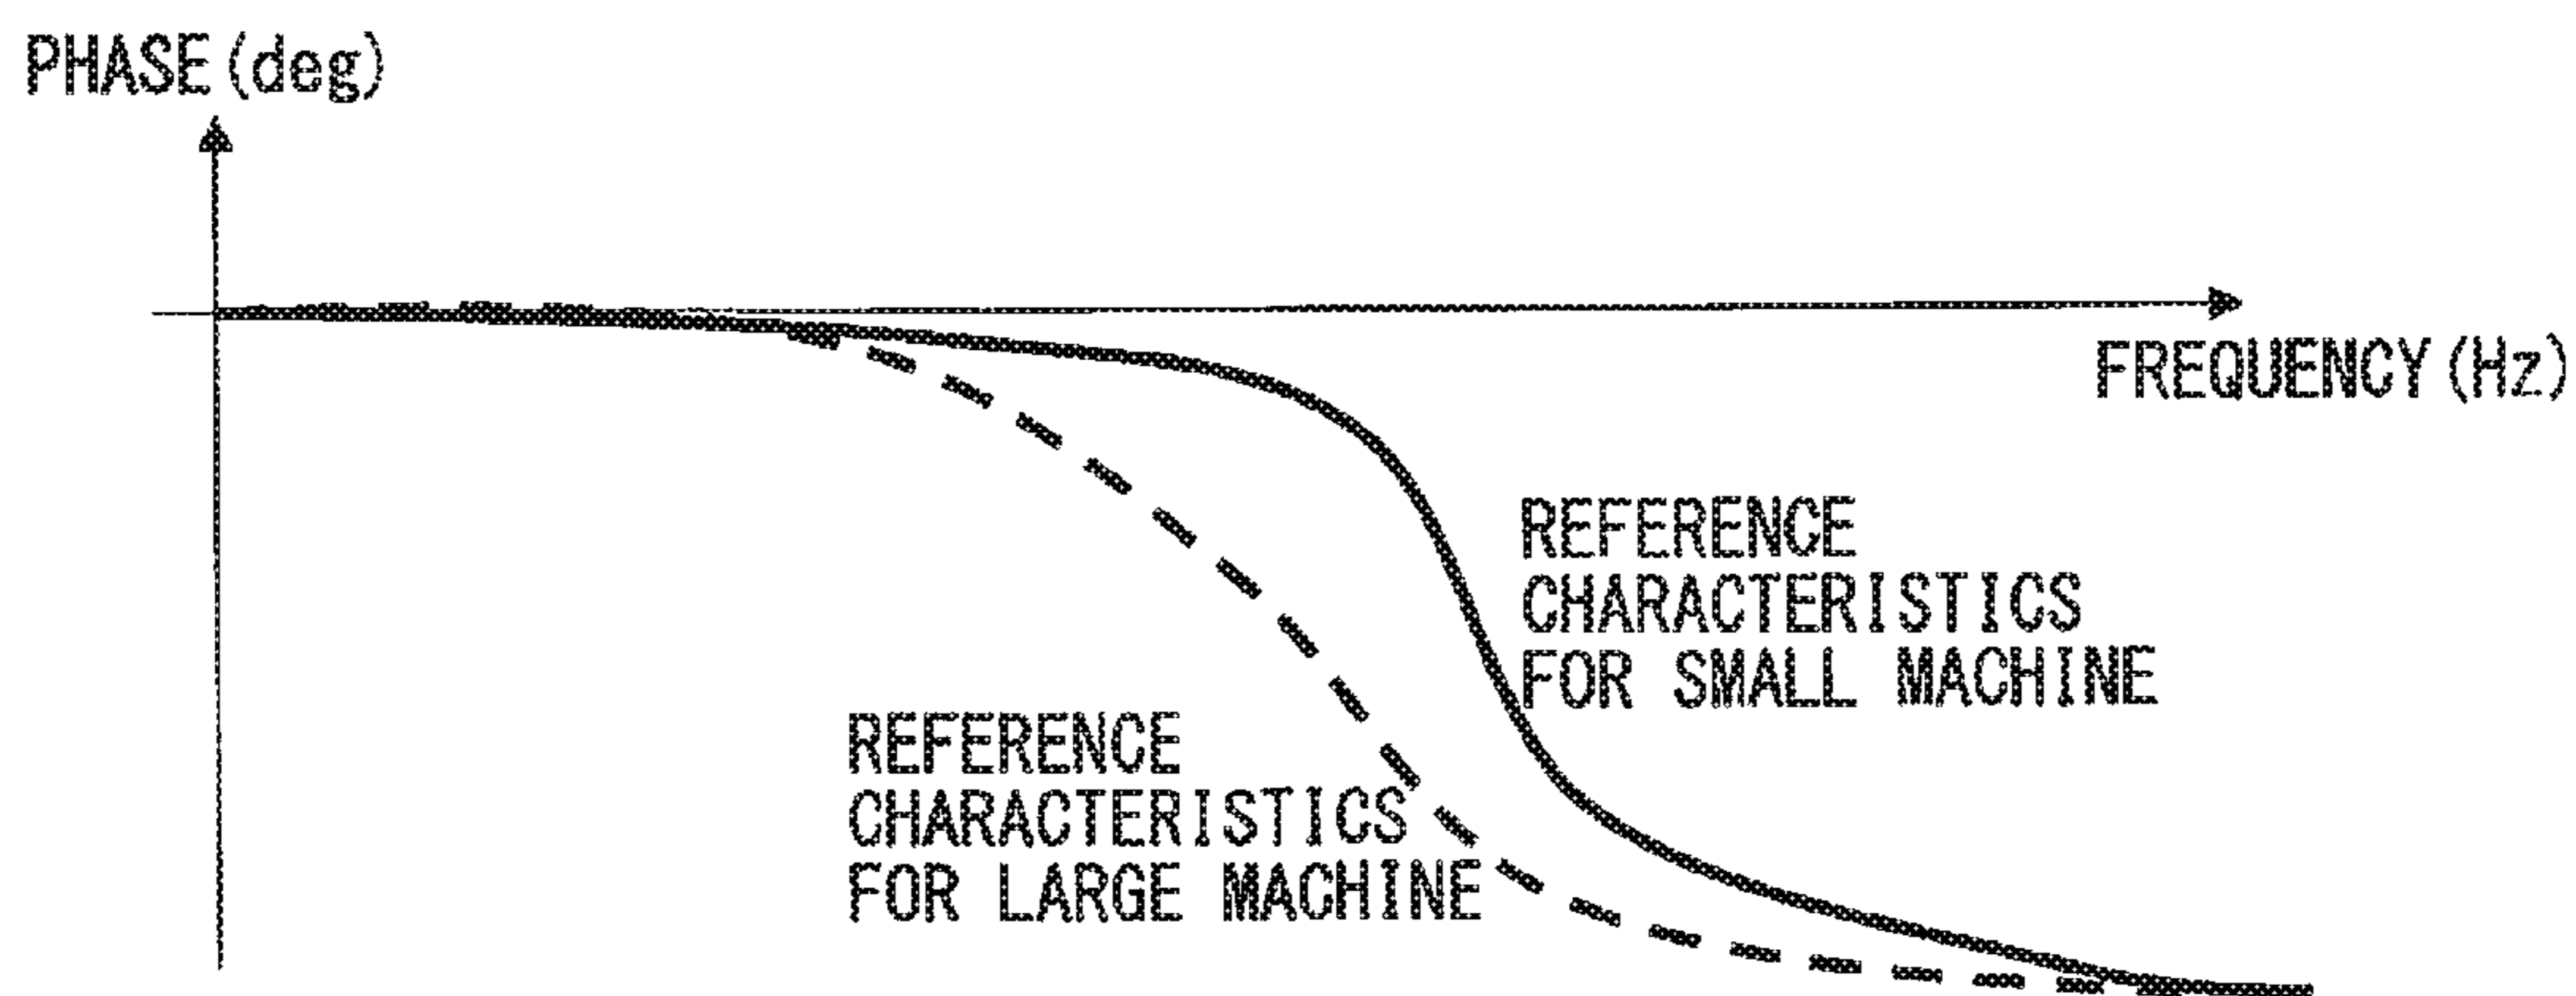 PHASE (deg)
FREQUENCY (Hz)
REFERENCE
CHARACTERISTICS
FOR SMALL MACHINE
REFERENCE
CHARACTERISTICS
FOR LARGE MACHINE